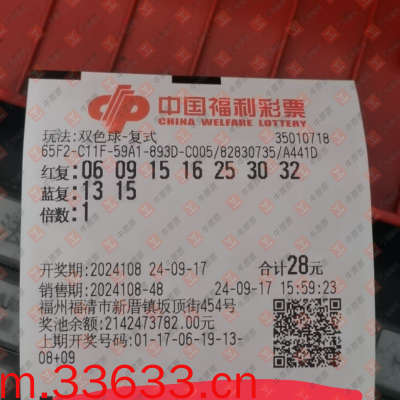 中国福利彩票
CHINA WELFARE LOTTERY
玩法:双色球-复式 35010718
65F2-C11F-59A1-893D-C005/82830735/A441D
红复:06 09 15 16 25 30 32
蓝复:13 15
倍数:1
开奖期:2024108 24-09-17 合计28元
销售期:2024108-48 24-09-17 15:59:23
福州福清市新厝镇坂顶街454号
奖池余额:2142473782.00元
上期开奖号码:01-17-06-19-13-
08+09
m.33633.cn